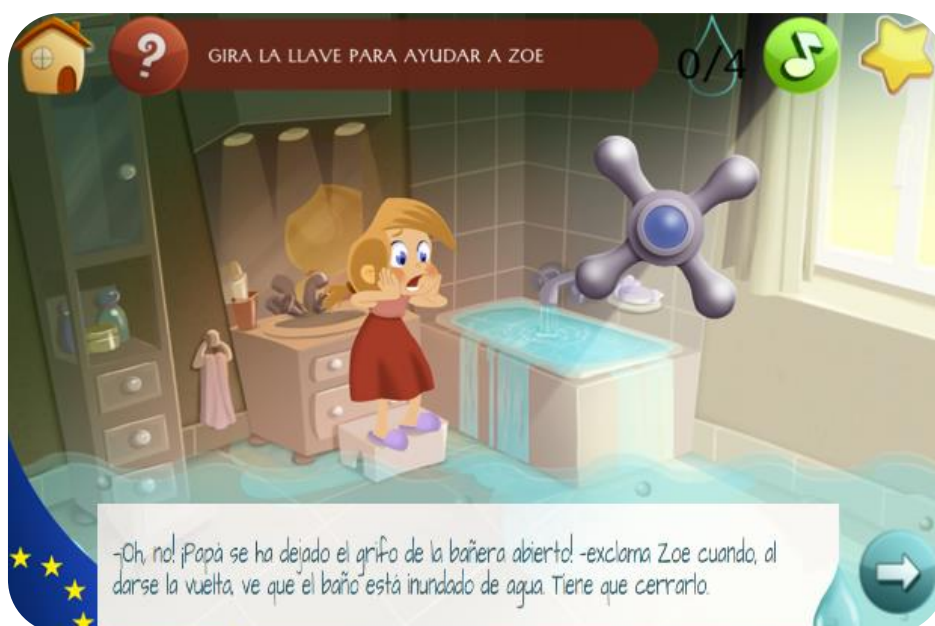 GIRA LA LLAVE PARA AYUDAR A ZOE
0/4
-¡Oh, no! ¡Papá se ha dejado el grifo de la bañera abierto! -exclama Zoe cuando, al
darse la vuelta, ve que el baño está inundado de agua. Tiene que cerrarlo.